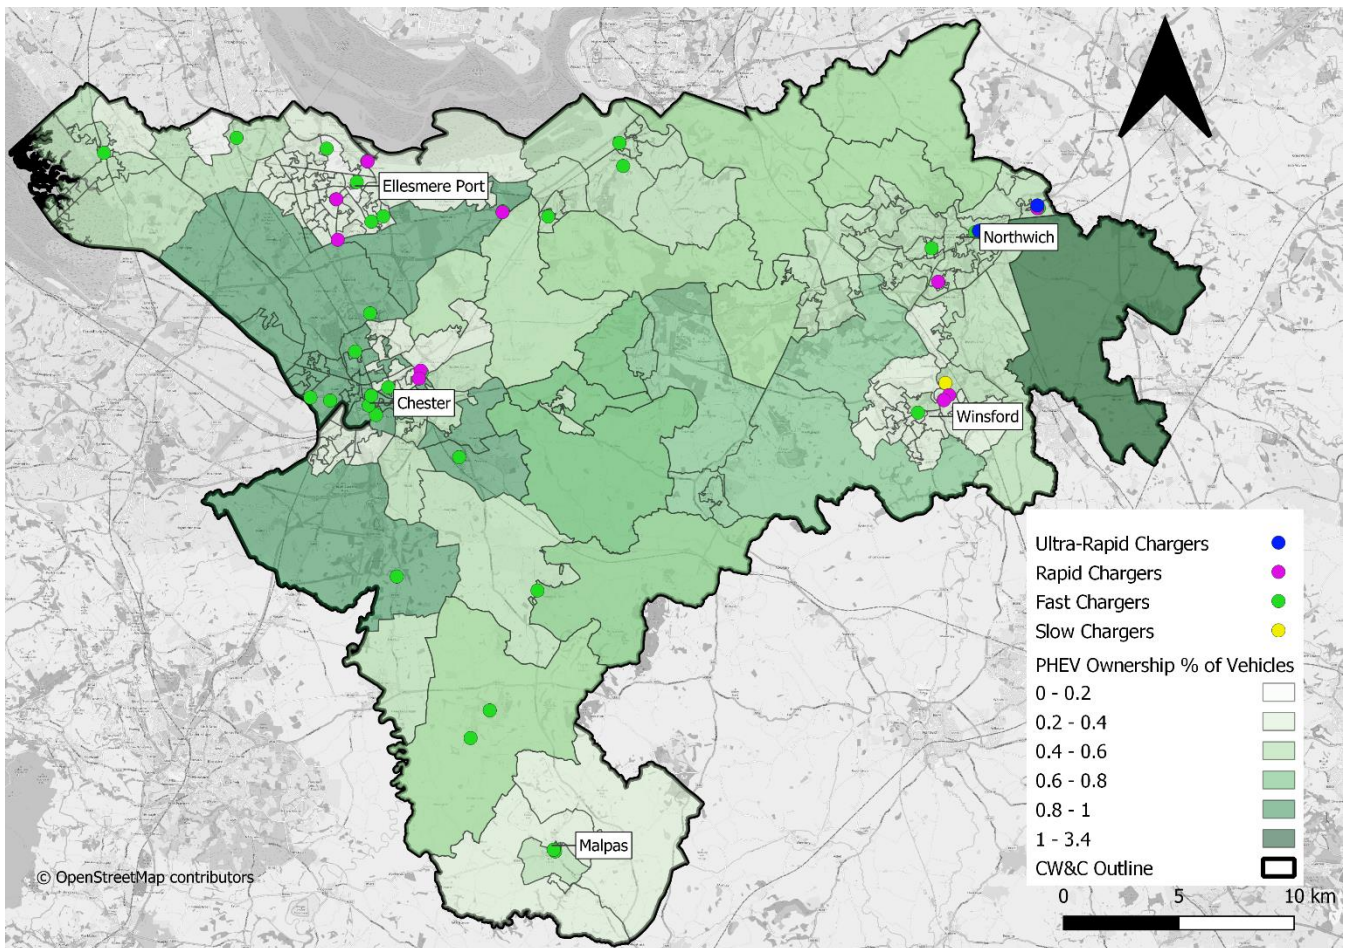 Ellesmere Port
Northwich
Chester
Winsford
Malpas
Ultra-Rapid Chargers
Rapid Chargers
Fast Chargers
Slow Chargers
PHEV Ownership % of Vehicles
0 - 0.2
0.2 - 0.4
0.4 - 0.6
0.6 - 0.8
0.8 - 1
1 - 3.4
CW&C Outline
0 5 10 km
© OpenStreetMap contributors